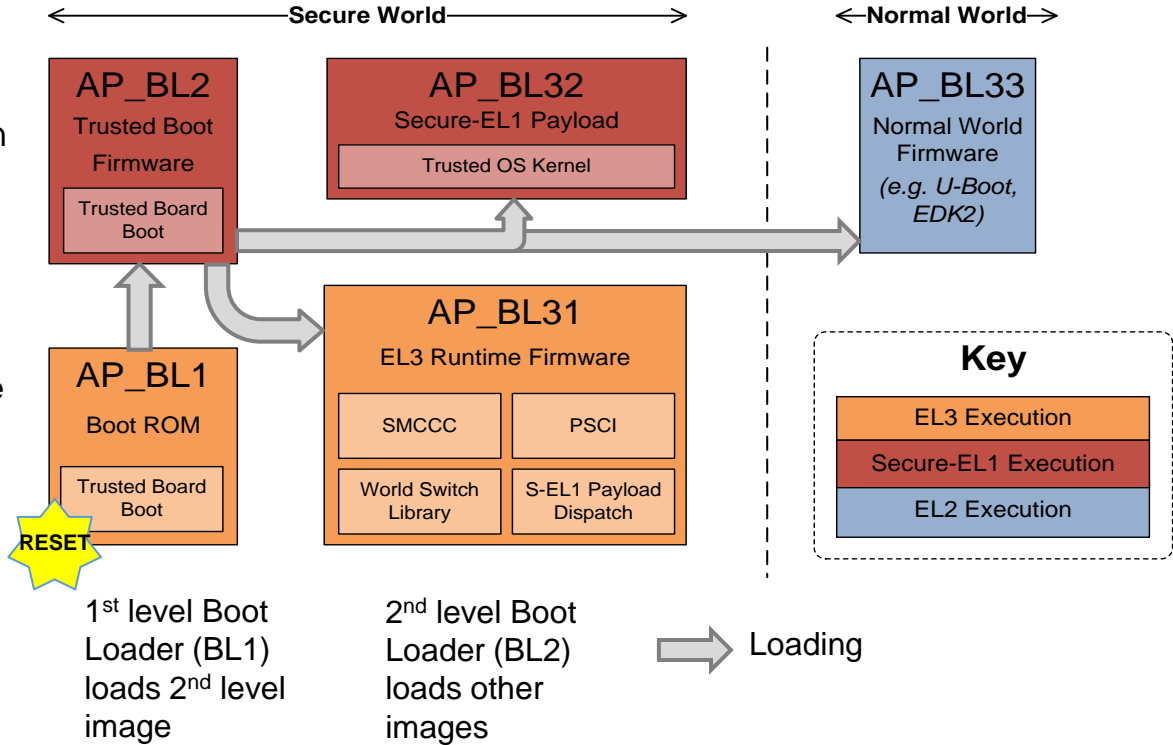 Secure World
Normal World
AP_BL2
Trusted Boot
Firmware
Trusted Board
Boot
AP_BL32
Secure-EL1 Payload
Trusted OS Kernel
AP_BL33
Normal World
Firmware
(e.g. U-Boot,
EDK2)
n
AP_BL1
Boot ROM
Trusted Board
Boot
RESET
e
AP_BL31
EL3 Runtime Firmware
SMCCC
PSCI
World Switch
Library
S-EL1 Payload
Dispatch
Key
EL3 Execution
Secure-EL1 Execution
EL2 Execution
1st level Boot
Loader (BL1)
loads 2nd level
image
2nd level Boot
Loader (BL2)
loads other
images
Loading